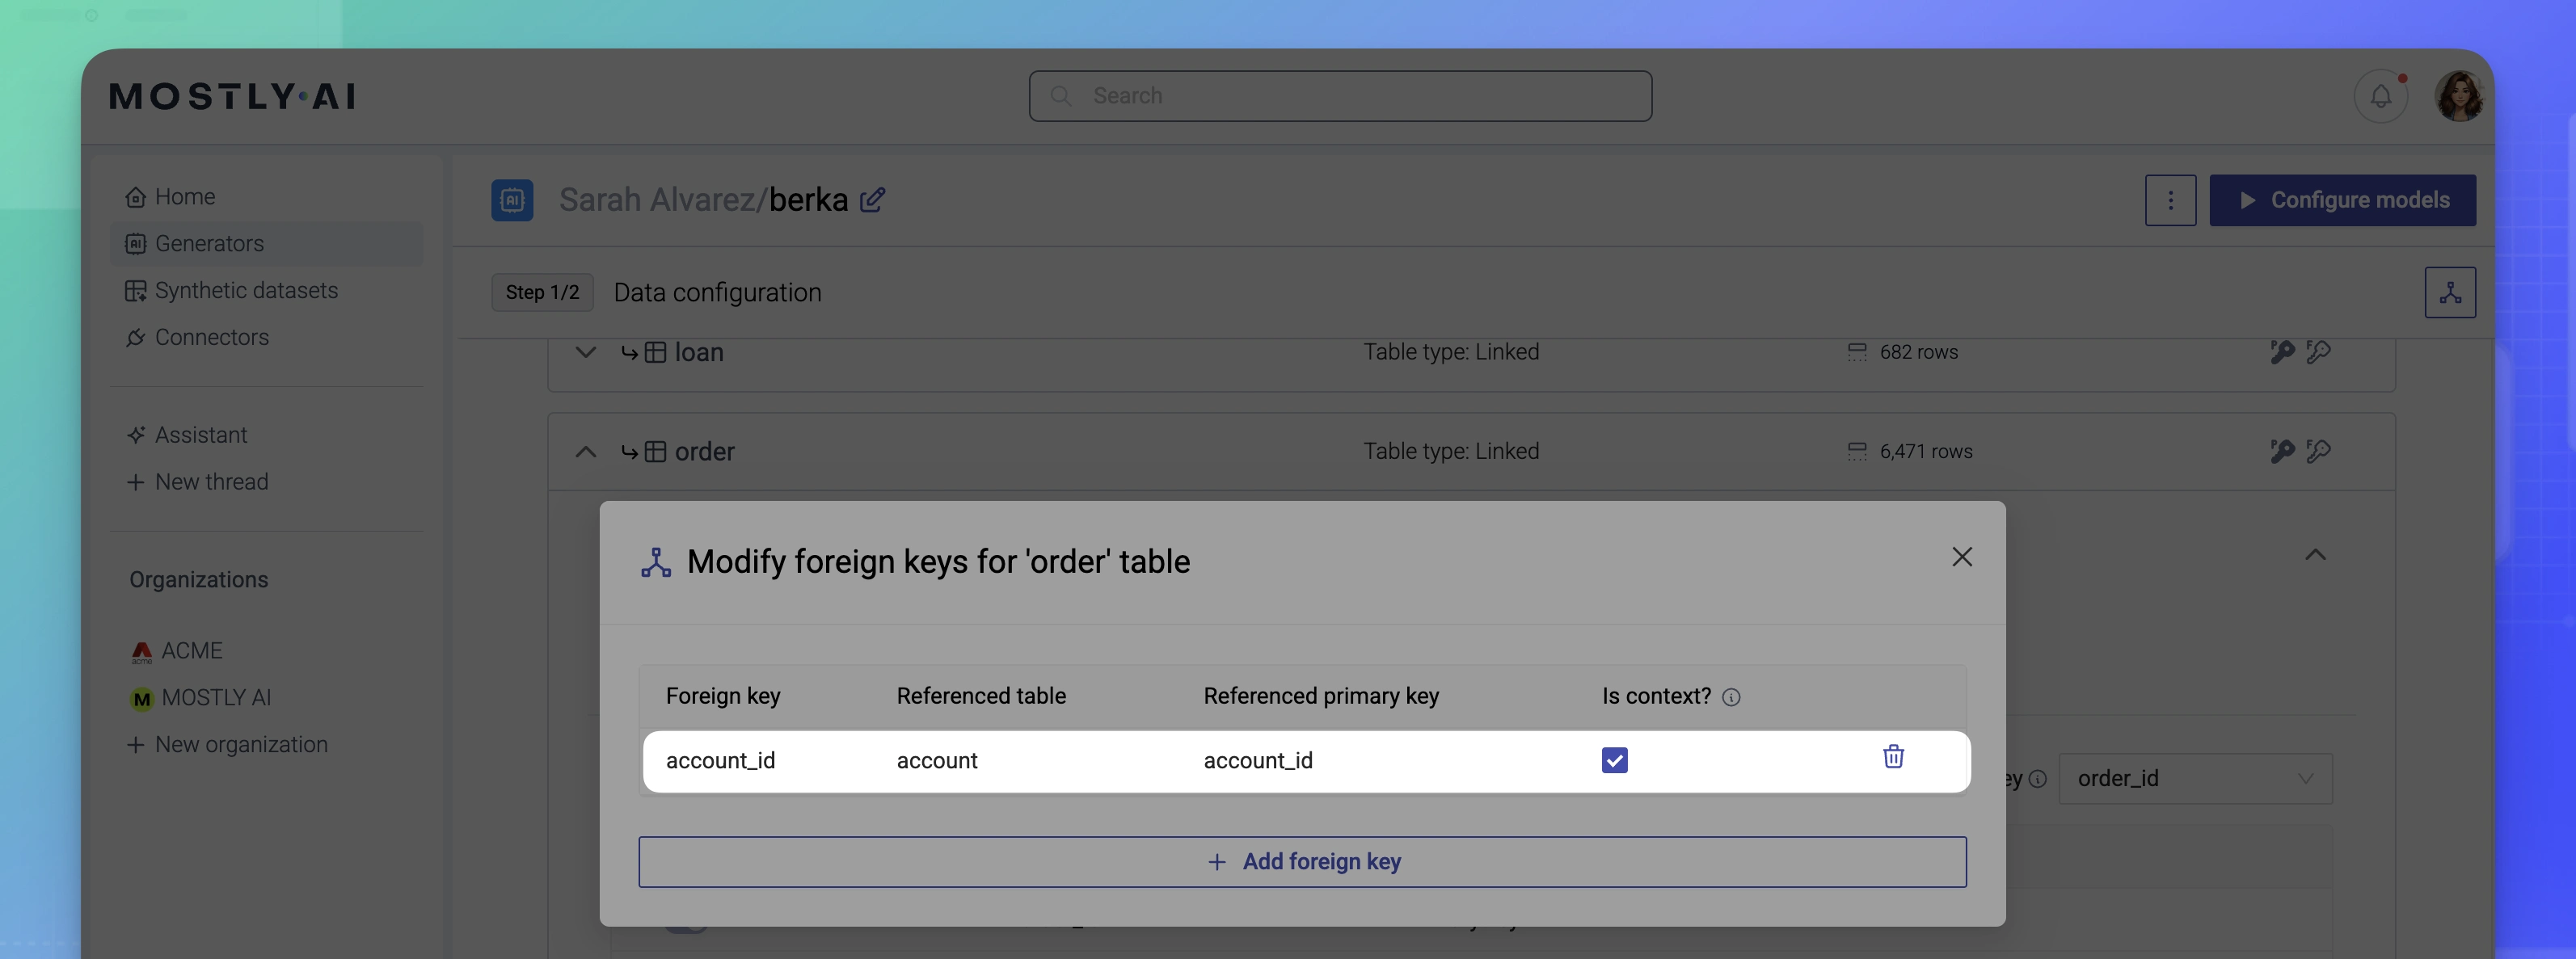 MOSTLY·AI
Search
Home
Generators
Synthetic datasets
Connectors
Assistant
New thread
Organizations
acme ACME
M MOSTLY AI
New organization
AI Sarah Alvarez/berka
Configure models
Step 1/2 Data configuration
loan Table type: Linked 682 rows
order Table type: Linked 6,471 rows
Modify foreign keys for 'order' table
Foreign key Referenced table Referenced primary key Is context?
account_id account account_id
Add foreign key
ey order_id